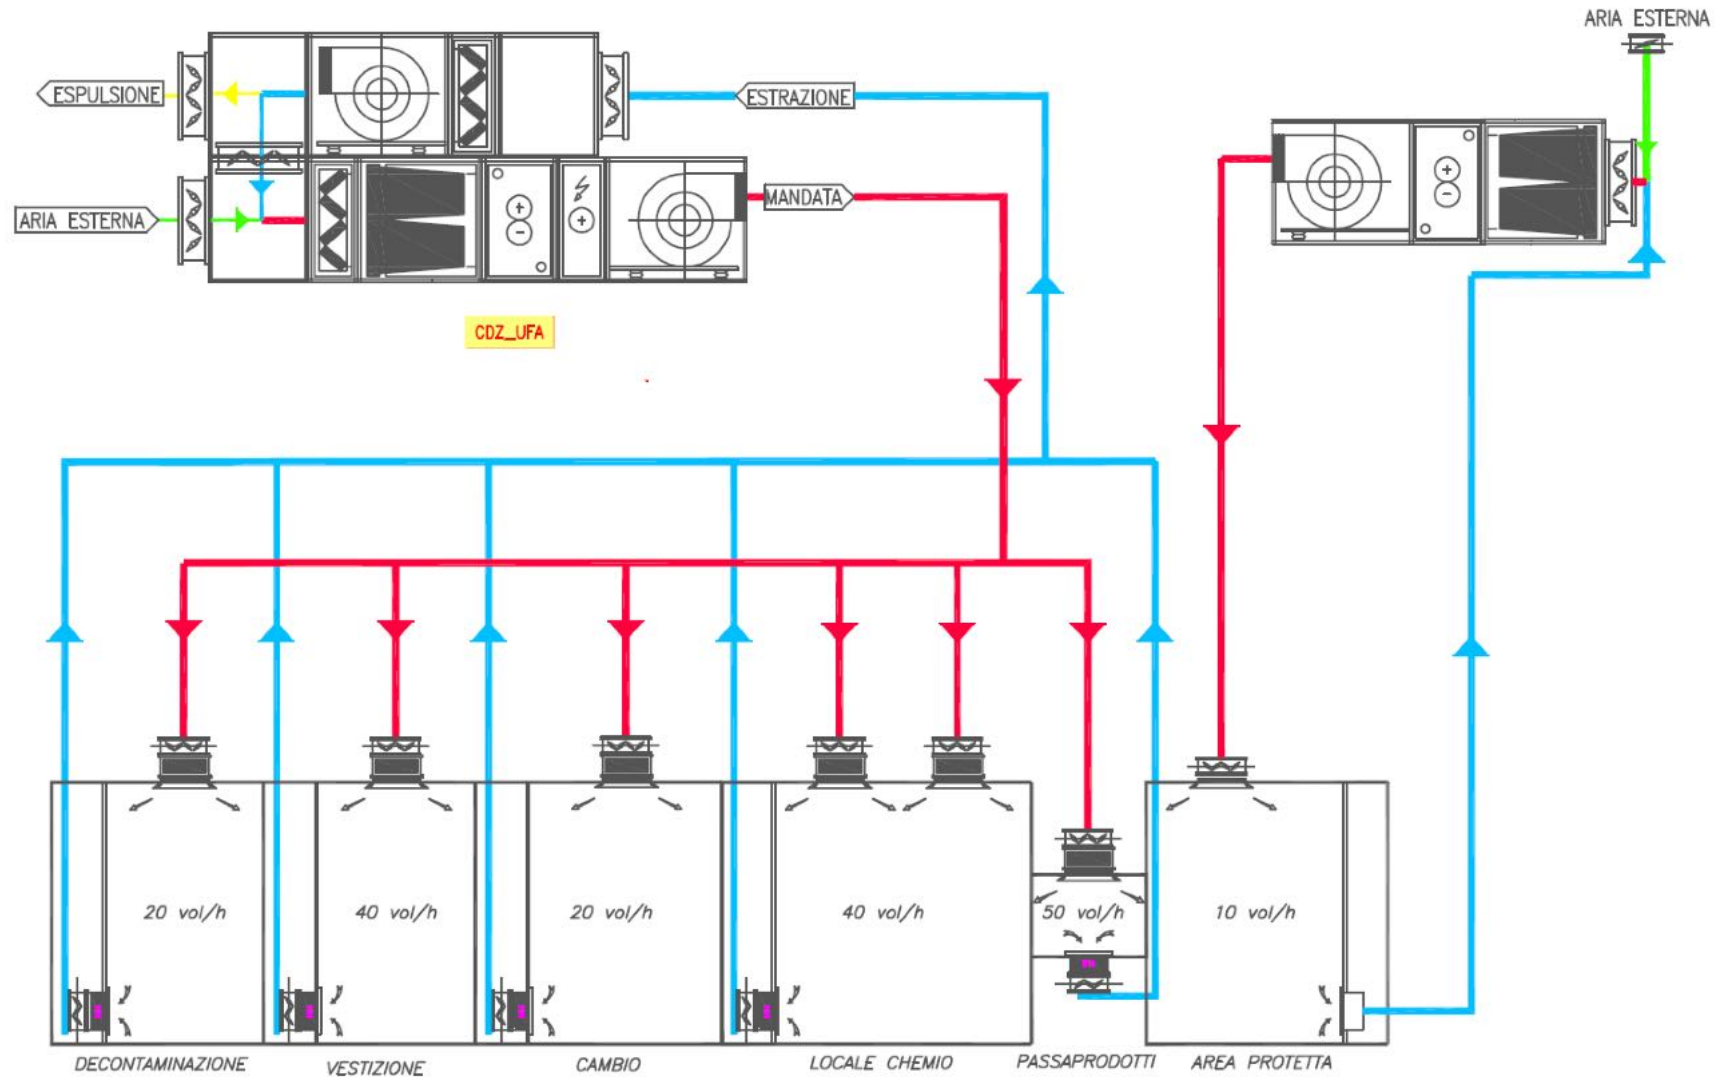 ARIA ESTERNA
ESPULSIONE
ESTRAZIONE
MANDATA
ARIA ESTERNA
CDZ_UFA
20 vol/h
40 vol/h
20 vol/h
40 vol/h
50 vol/h
10 vol/h
DECONTAMINAZIONE
VESTIZIONE
CAMBIO
LOCALE CHEMIO
PASSAPRODOTTI
AREA PROTETTA